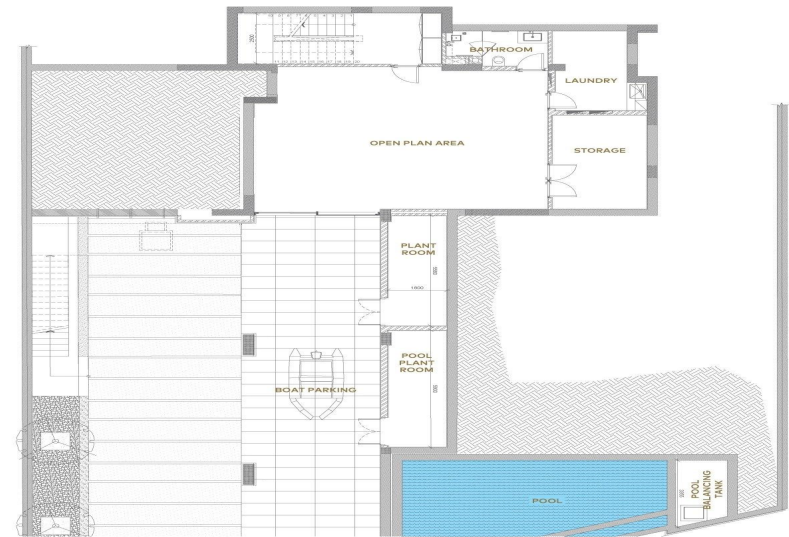 BATHROOM
LAUNDRY
OPEN PLAN AREA
STORAGE
PLANT
ROOM
1800
POOL
PLANT
ROOM
BOAT PARKING
POOL
POOL
BALANCING
TANK